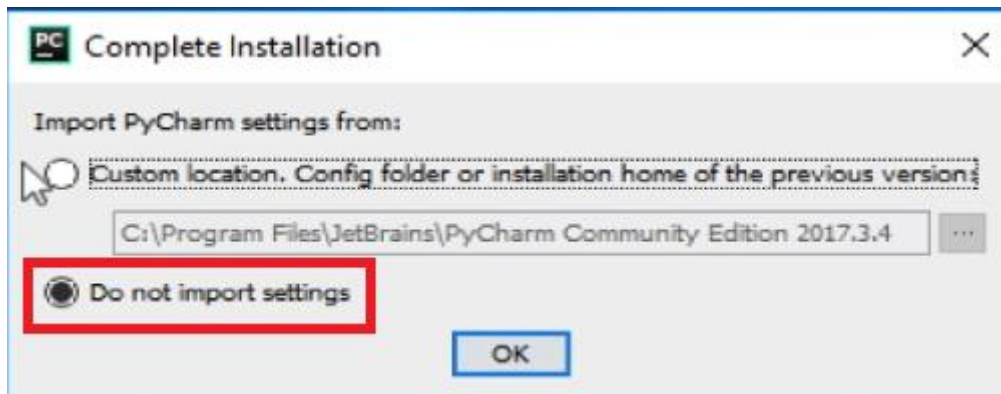 PC Complete Installation
Import PyCharm settings from:
Custom location. Config folder or installation home of the previous version:
C:\Program Files\JetBrains\PyCharm Community Edition 2017.3.4 ...
Do not import settings
OK